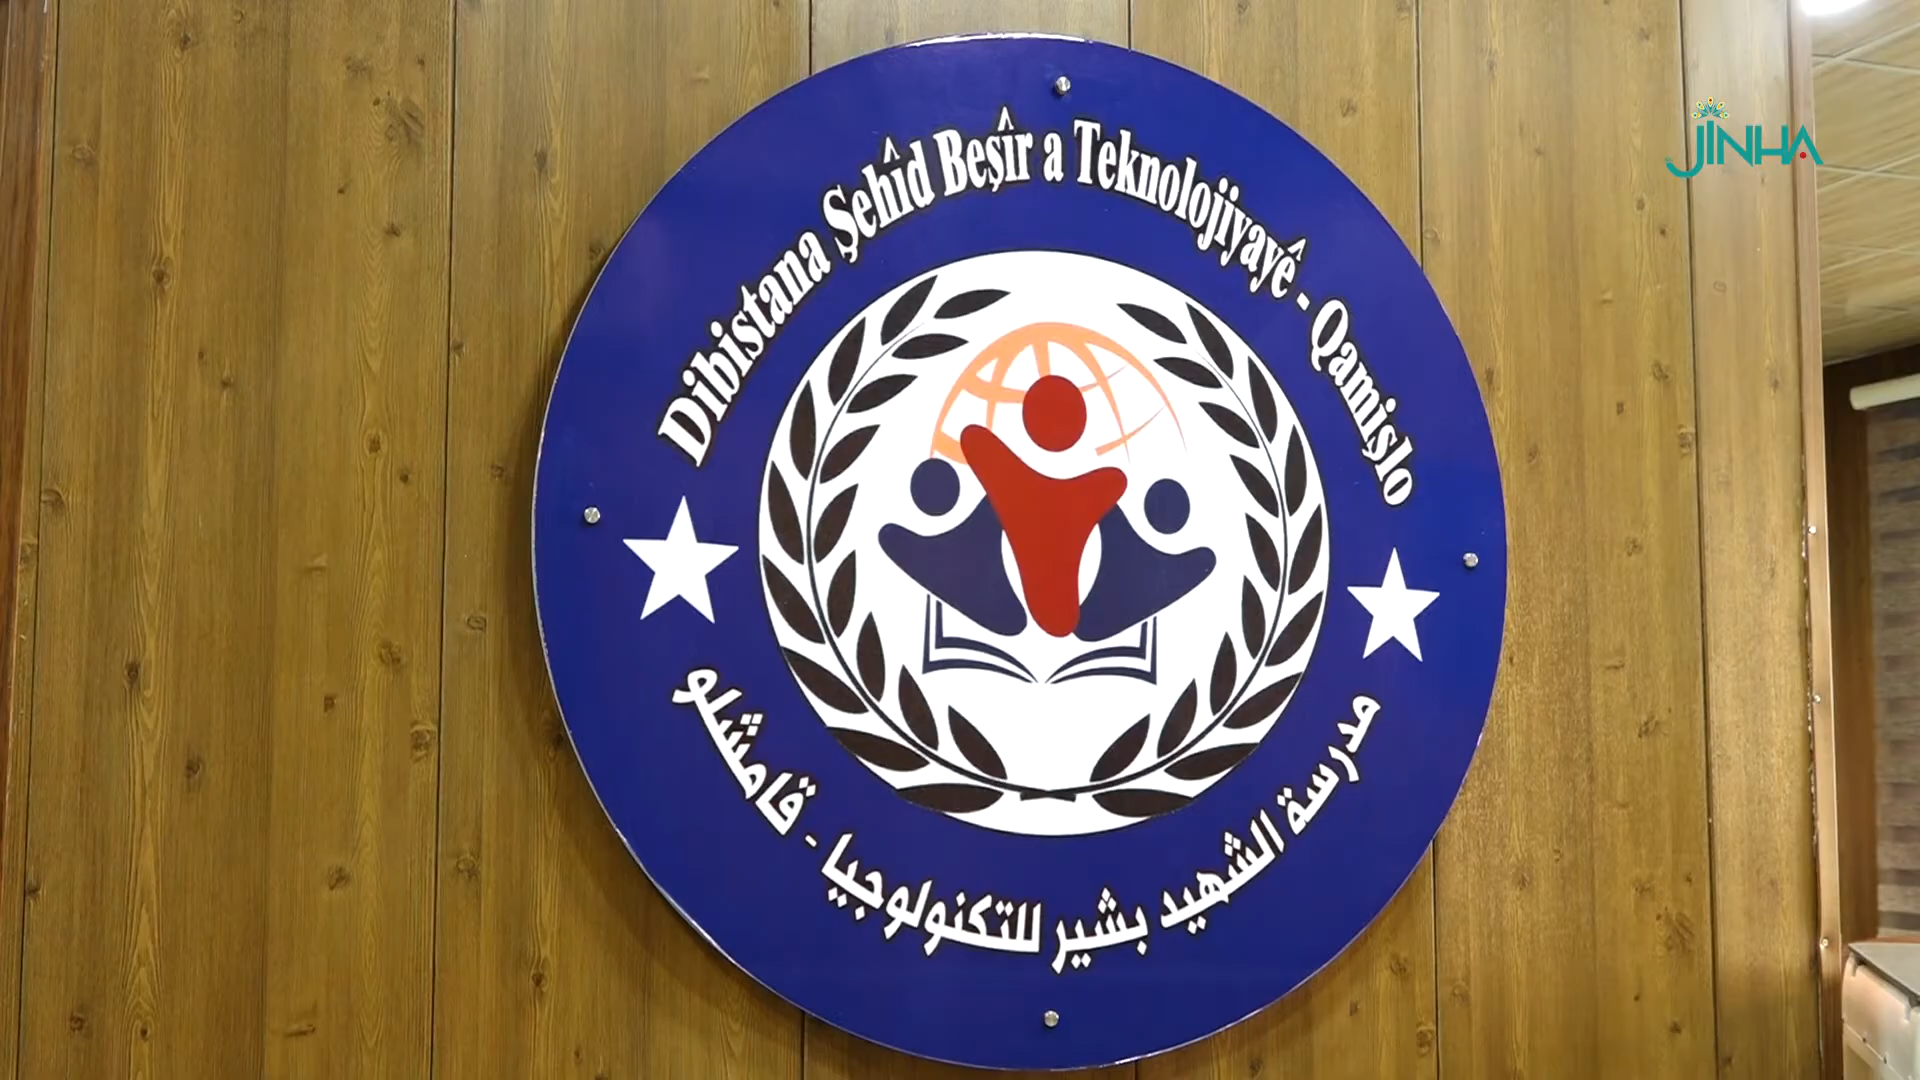 Dibistana Şehîd Beşîr a Teknolojiyayê - Qamişlo
مدرسة الشهيد بشير للتكنولوجيا - قامشلو
JINHA